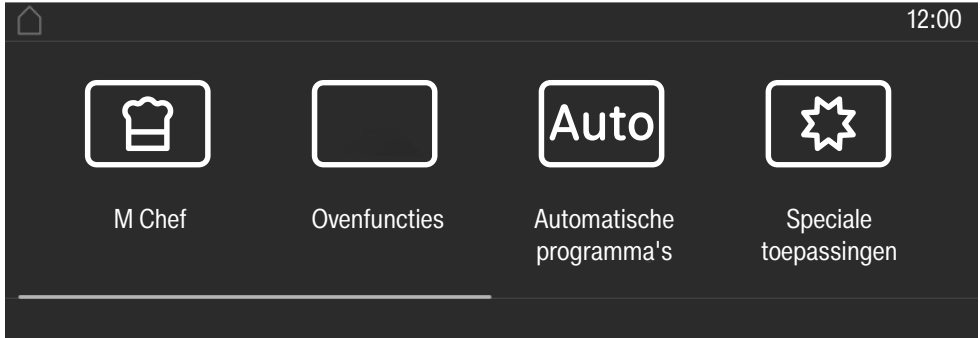 12:00
Auto
M Chef
Ovenfuncties
Automatische
programma's
Speciale
toepassingen